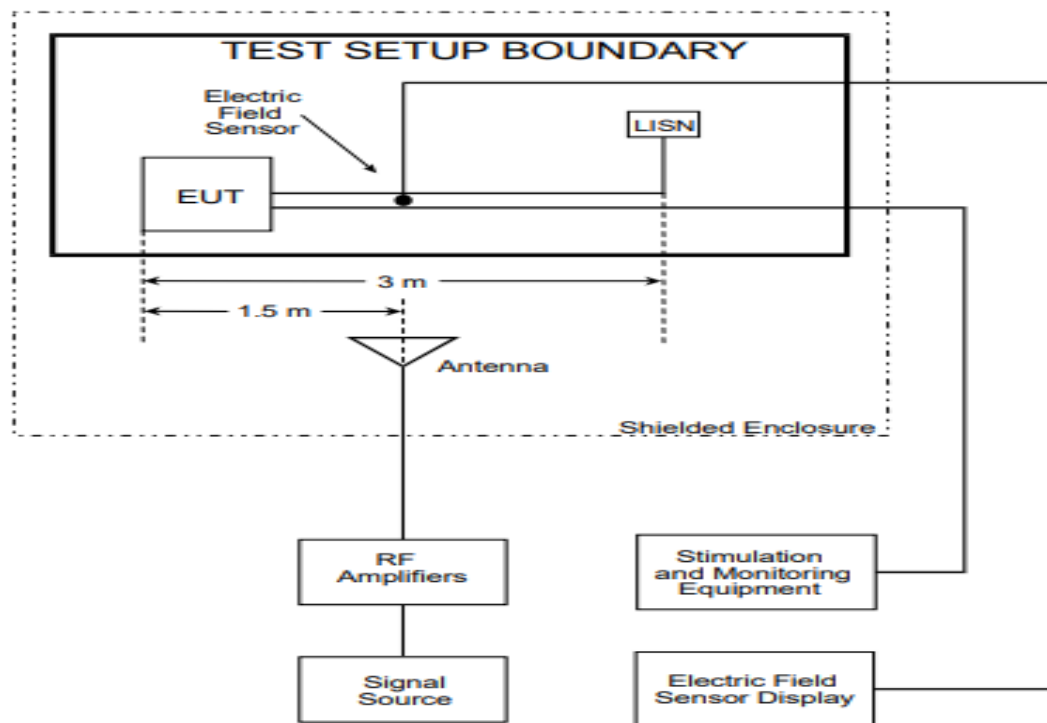 TEST SETUP BOUNDARY
Electric
Field
Sensor
LISN
EUT
3 m
1.5 m
Antenna
Shielded Enclosure
RF
Amplifiers
Stimulation
and Monitoring
Equipment
Signal
Source
Electric Field
Sensor Display